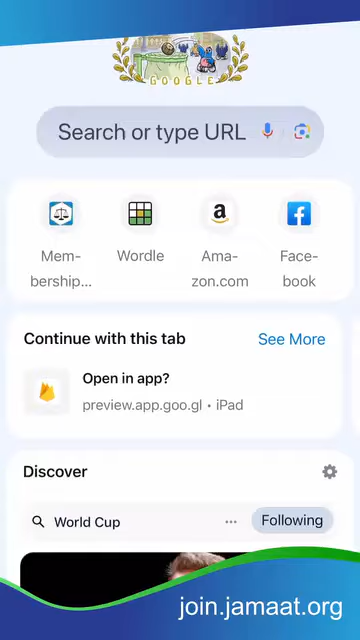 GOOGLE
Search or type URL
Mem-
bership...
Wordle
a
Ama-
zon.com
Face-
book
Continue with this tab
See More
Open in app?
preview.app.goo.gl • iPad
Discover
World Cup
Following
join.jamaat.org